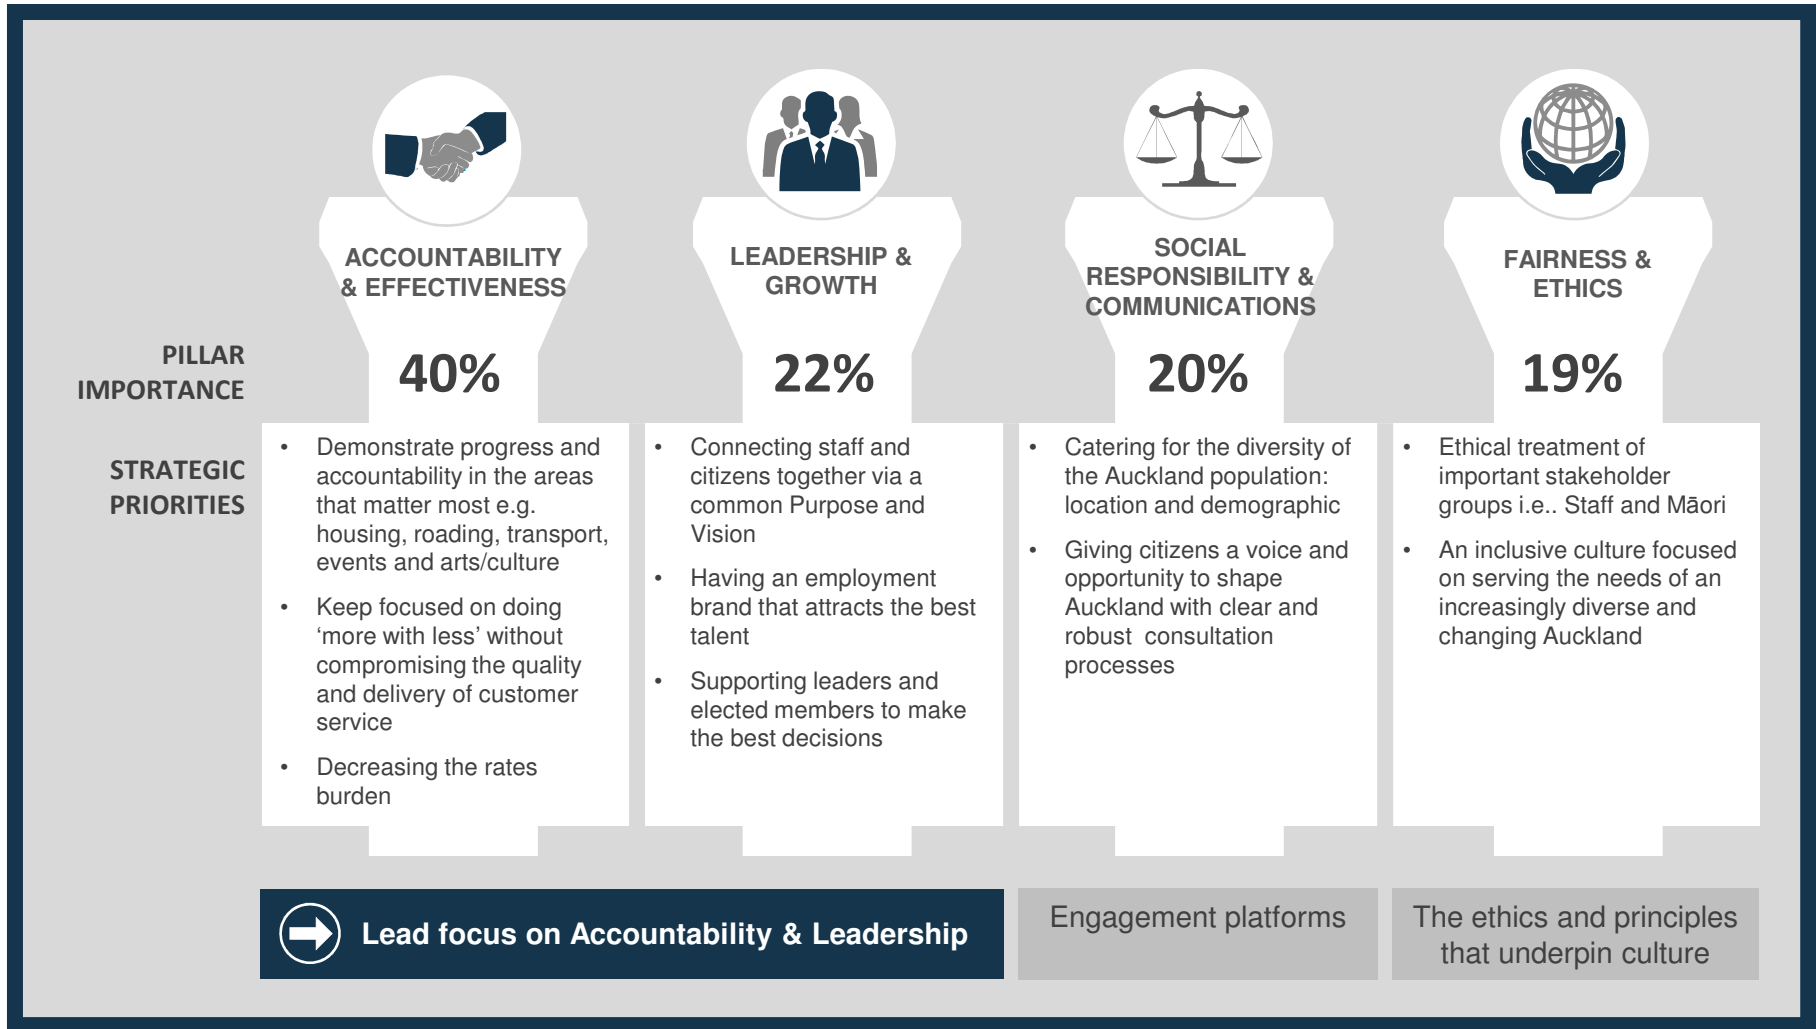 ACCOUNTABILITY
& EFFECTIVENESS
LEADERSHIP &
GROWTH
SOCIAL
RESPONSIBILITY &
COMMUNICATIONS
FAIRNESS &
ETHICS
PILLAR
IMPORTANCE
40%
22%
20%
19%
STRATEGIC
PRIORITIES
• Demonstrate progress and
accountability in the areas
that matter most e.g.
housing, roading, transport,
events and arts/culture
• Keep focused on doing
‘more with less’ without
compromising the quality
and delivery of customer
service
• Decreasing the rates
burden
• Connecting staff and
citizens together via a
common Purpose and
Vision
• Having an employment
brand that attracts the best
talent
• Supporting leaders and
elected members to make
the best decisions
• Catering for the diversity of
the Auckland population:
location and demographic
• Giving citizens a voice and
opportunity to shape
Auckland with clear and
robust  consultation
processes
• Ethical treatment of
important stakeholder
groups i.e.. Staff and Māori
• An inclusive culture focused
on serving the needs of an
increasingly diverse and
changing Auckland
Lead focus on Accountability & Leadership
Engagement platforms
The ethics and principles
that underpin culture